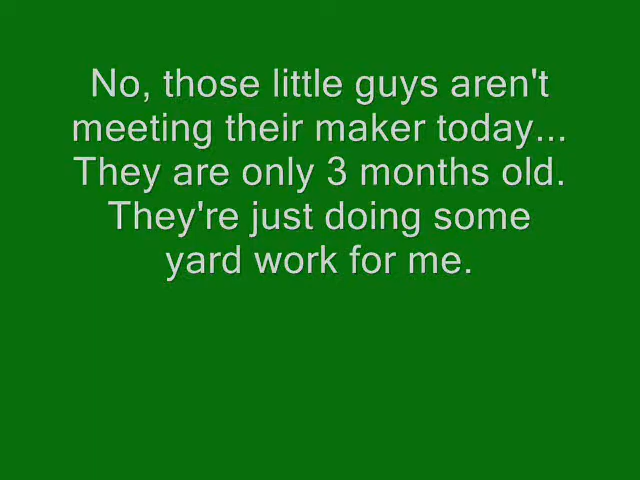 No, those little guys aren't
meeting their maker today...
They are only 3 months old.
They're just doing some
yard work for me.